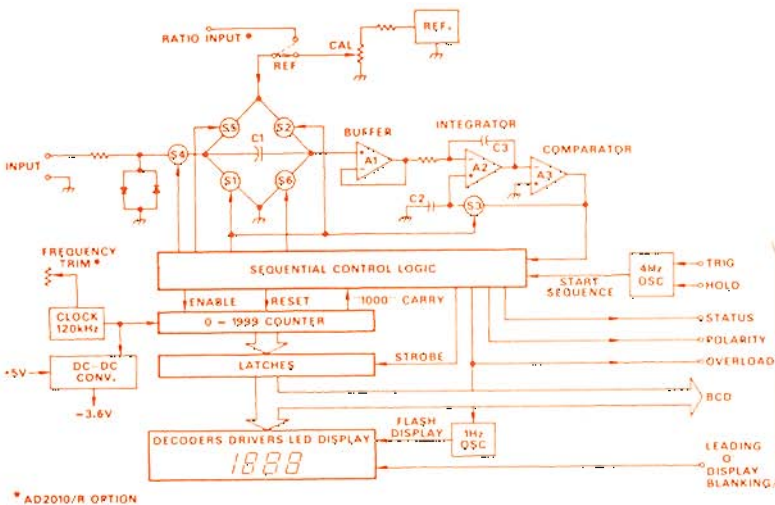 RATIO INPUT*
REF
CAL
REF.
S5
S2
C1
S4
S1
S6
INPUT
BUFFER
A1
INTEGRATOR
C3
A2
COMPARATOR
A3
C2
S3
FREQUENCY
TRIM*
SEQUENTIAL CONTROL LOGIC
START
SEQUENCE
4Hz
OSC
TRIG
HOLD
CLOCK
120kHz
ENABLE
RESET
1000 CARRY
0 – 1999 COUNTER
STATUS
POLARITY
OVERLOAD
+5V
DC–DC
CONV.
–3.6V
LATCHES
STROBE
BCD
FLASH
DISPLAY
1Hz
OSC
DECODERS DRIVERS LED DISPLAY
1888
LEADING
O
DISPLAY
BLANKING
* AD2010/R OPTION